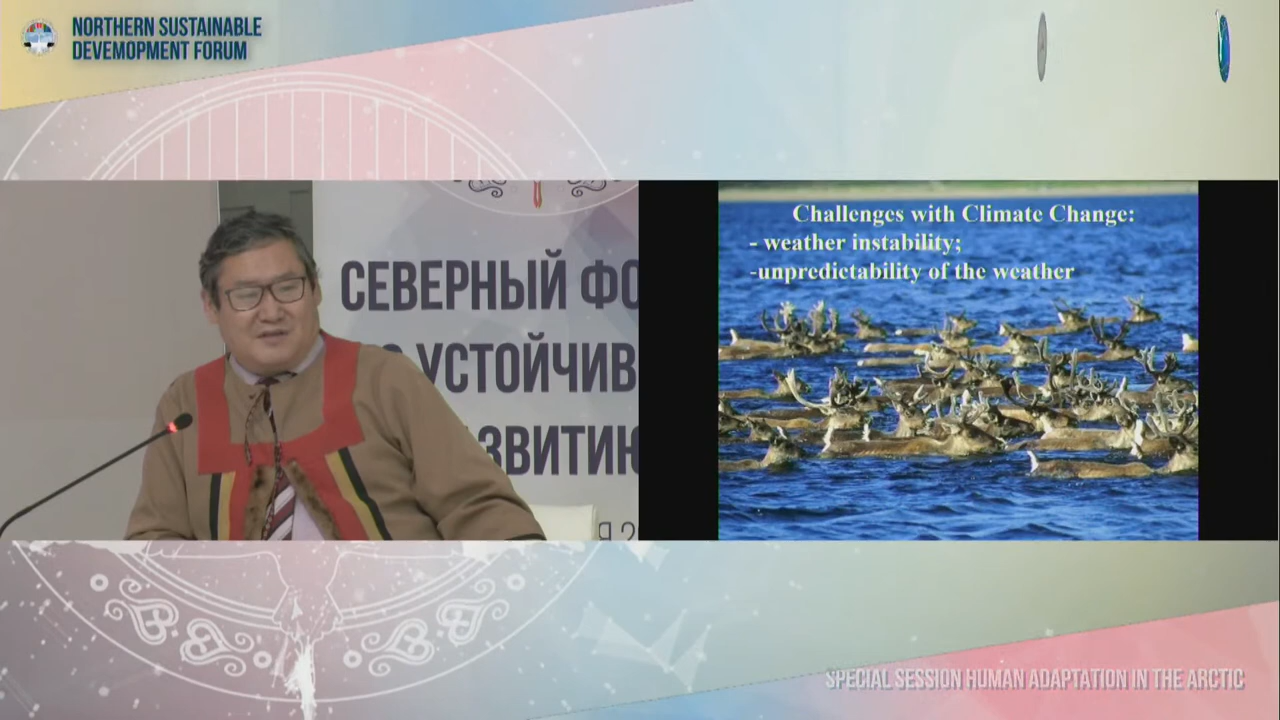 NORTHERN SUSTAINABLE
DEVEMOPMENT FORUM
СЕВЕРНЫЙ ФО
УСТОЙЧИВ
ЗВИТИЮ
Challenges with Climate Change:
- weather instability;
-unpredictability of the weather
SPECIAL SESSION HUMAN ADAPTATION IN THE ARCTIC